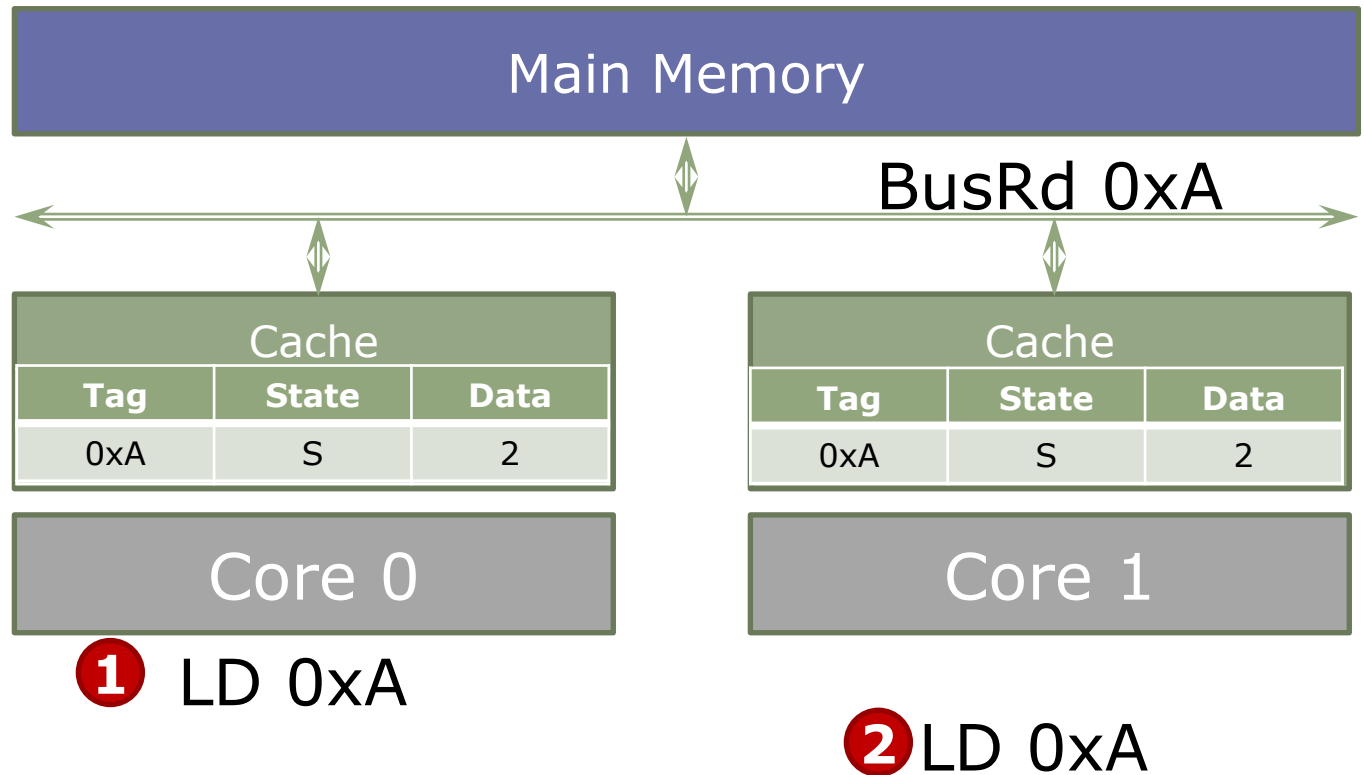 Main Memory
BusRd 0xA
Cache
Tag State Data
0xA S 2
Cache
Tag State Data
0xA S 2
Core 0
Core 1
1 LD 0xA
2 LD 0xA